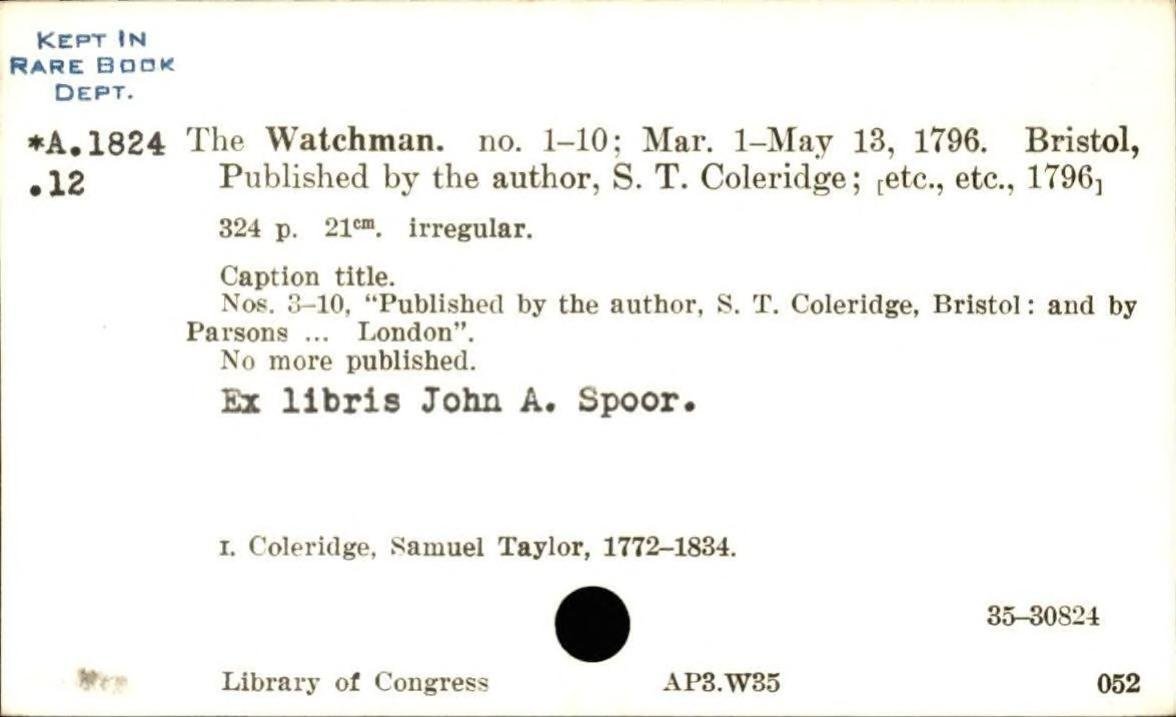 KEPT IN
RARE BOOK
DEPT.
*A.1824 The Watchman. no. 1–10; Mar. 1–May 13, 1796. Bristol,
.12 Published by the author, S. T. Coleridge; [etc., etc., 1796]
324 p. 21cm. irregular.
Caption title.
Nos. 3–10, “Published by the author, S. T. Coleridge, Bristol: and by
Parsons ... London”.
No more published.
Ex libris John A. Spoor.
I. Coleridge, Samuel Taylor, 1772–1834.
35–30824
Library of Congress AP3.W35 052